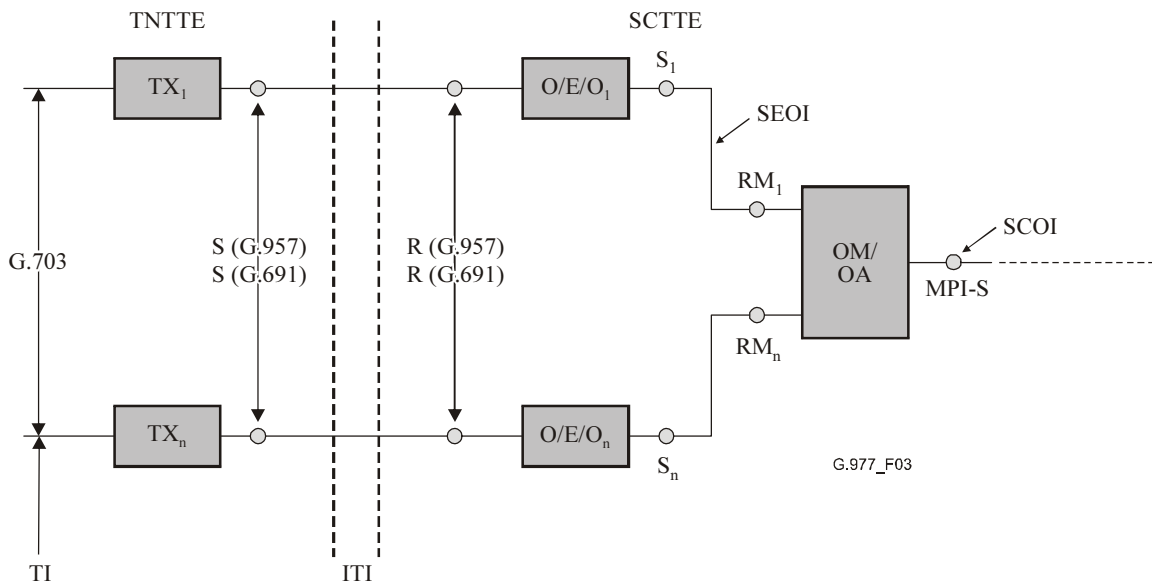 TNTTE
SCTTE
TX₁
O/E/O₁
S₁
SEOI
RM₁
G.703
S (G.957)
S (G.691)
R (G.957)
R (G.691)
OM/
OA
SCOI
MPI-S
RMₙ
TXₙ
O/E/Oₙ
Sₙ
G.977_F03
TI
ITI